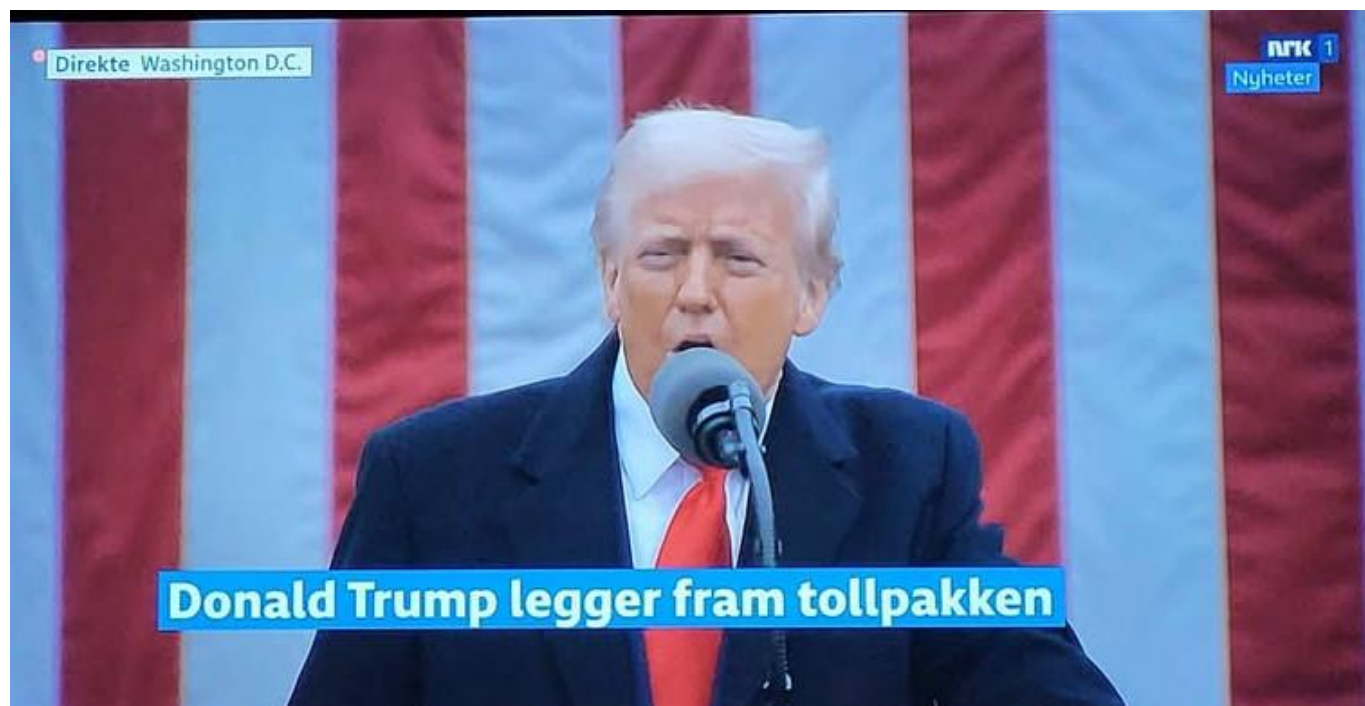 Direkte Washington D.C.
NRK 1
Nyheter
Donald Trump legger fram tollpakken